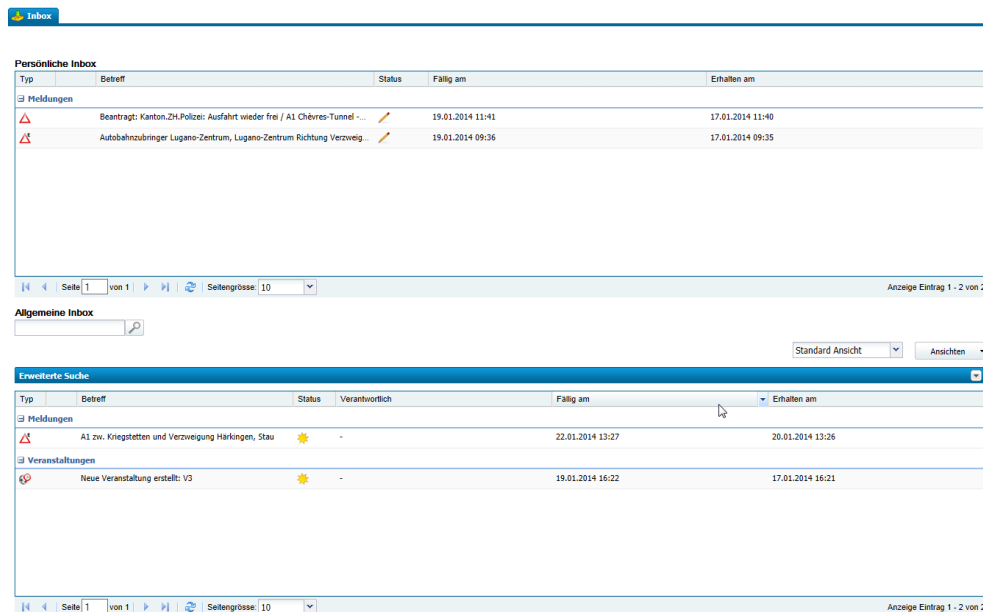 Inbox
Persönliche Inbox
Typ Betreff Status Fällig am Erhalten am
Meldungen
Beantragt: Kanton.ZH.Polizei: Ausfahrt wieder frei / A1 Chèvres-Tunnel -... 19.01.2014 11:41 17.01.2014 11:40
Autobahnzubringer Lugano-Zentrum, Lugano-Zentrum Richtung Verzweig... 19.01.2014 09:36 17.01.2014 09:35
Seite 1 von 1 Seitengrösse: 10 Anzeige Eintrag 1 - 2 von 2
Allgemeine Inbox
Standard Ansicht Ansichten
Erweiterte Suche
Typ Betreff Status Verantwortlich Fällig am Erhalten am
Meldungen
A1 zw. Kriegstetten und Verzweigung Härkingen, Stau - 22.01.2014 13:27 20.01.2014 13:26
Veranstaltungen
Neue Veranstaltung erstellt: V3 - 19.01.2014 16:22 17.01.2014 16:21
Seite 1 von 1 Seitengrösse: 10 Anzeige Eintrag 1 - 2 von 2